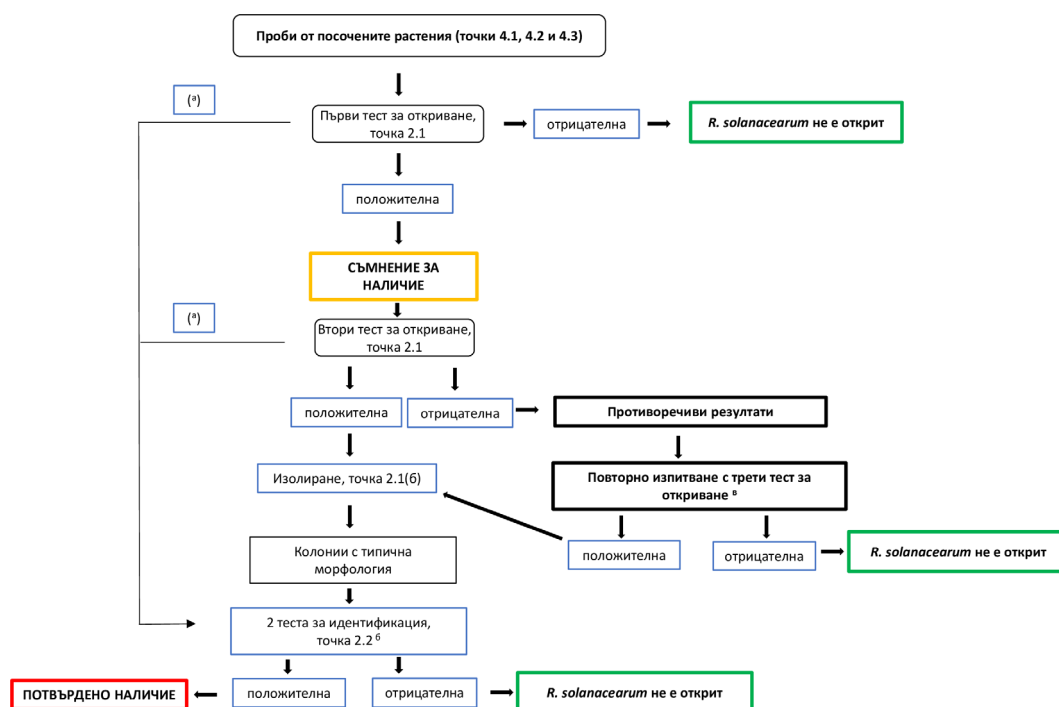 Проби от посочените растения (точки 4.1, 4.2 и 4.3)
(ᵃ)
Първи тест за откриване,
точка 2.1
отрицателна
R. solanacearum не е открит
положителна
СЪМНЕНИЕ ЗА
НАЛИЧИЕ
(ᵃ)
Втори тест за откриване,
точка 2.1
положителна
отрицателна
Противоречиви резултати
Изолиране, точка 2.1(б)
Повторно изпитване с трети тест за
откриване ᴮ
Колонии с типична
морфология
положителна
отрицателна
R. solanacearum не е открит
2 теста за идентификация,
точка 2.2 ᵟ
ПОТВЪРДЕНО НАЛИЧИЕ
положителна
отрицателна
R. solanacearum не е открит